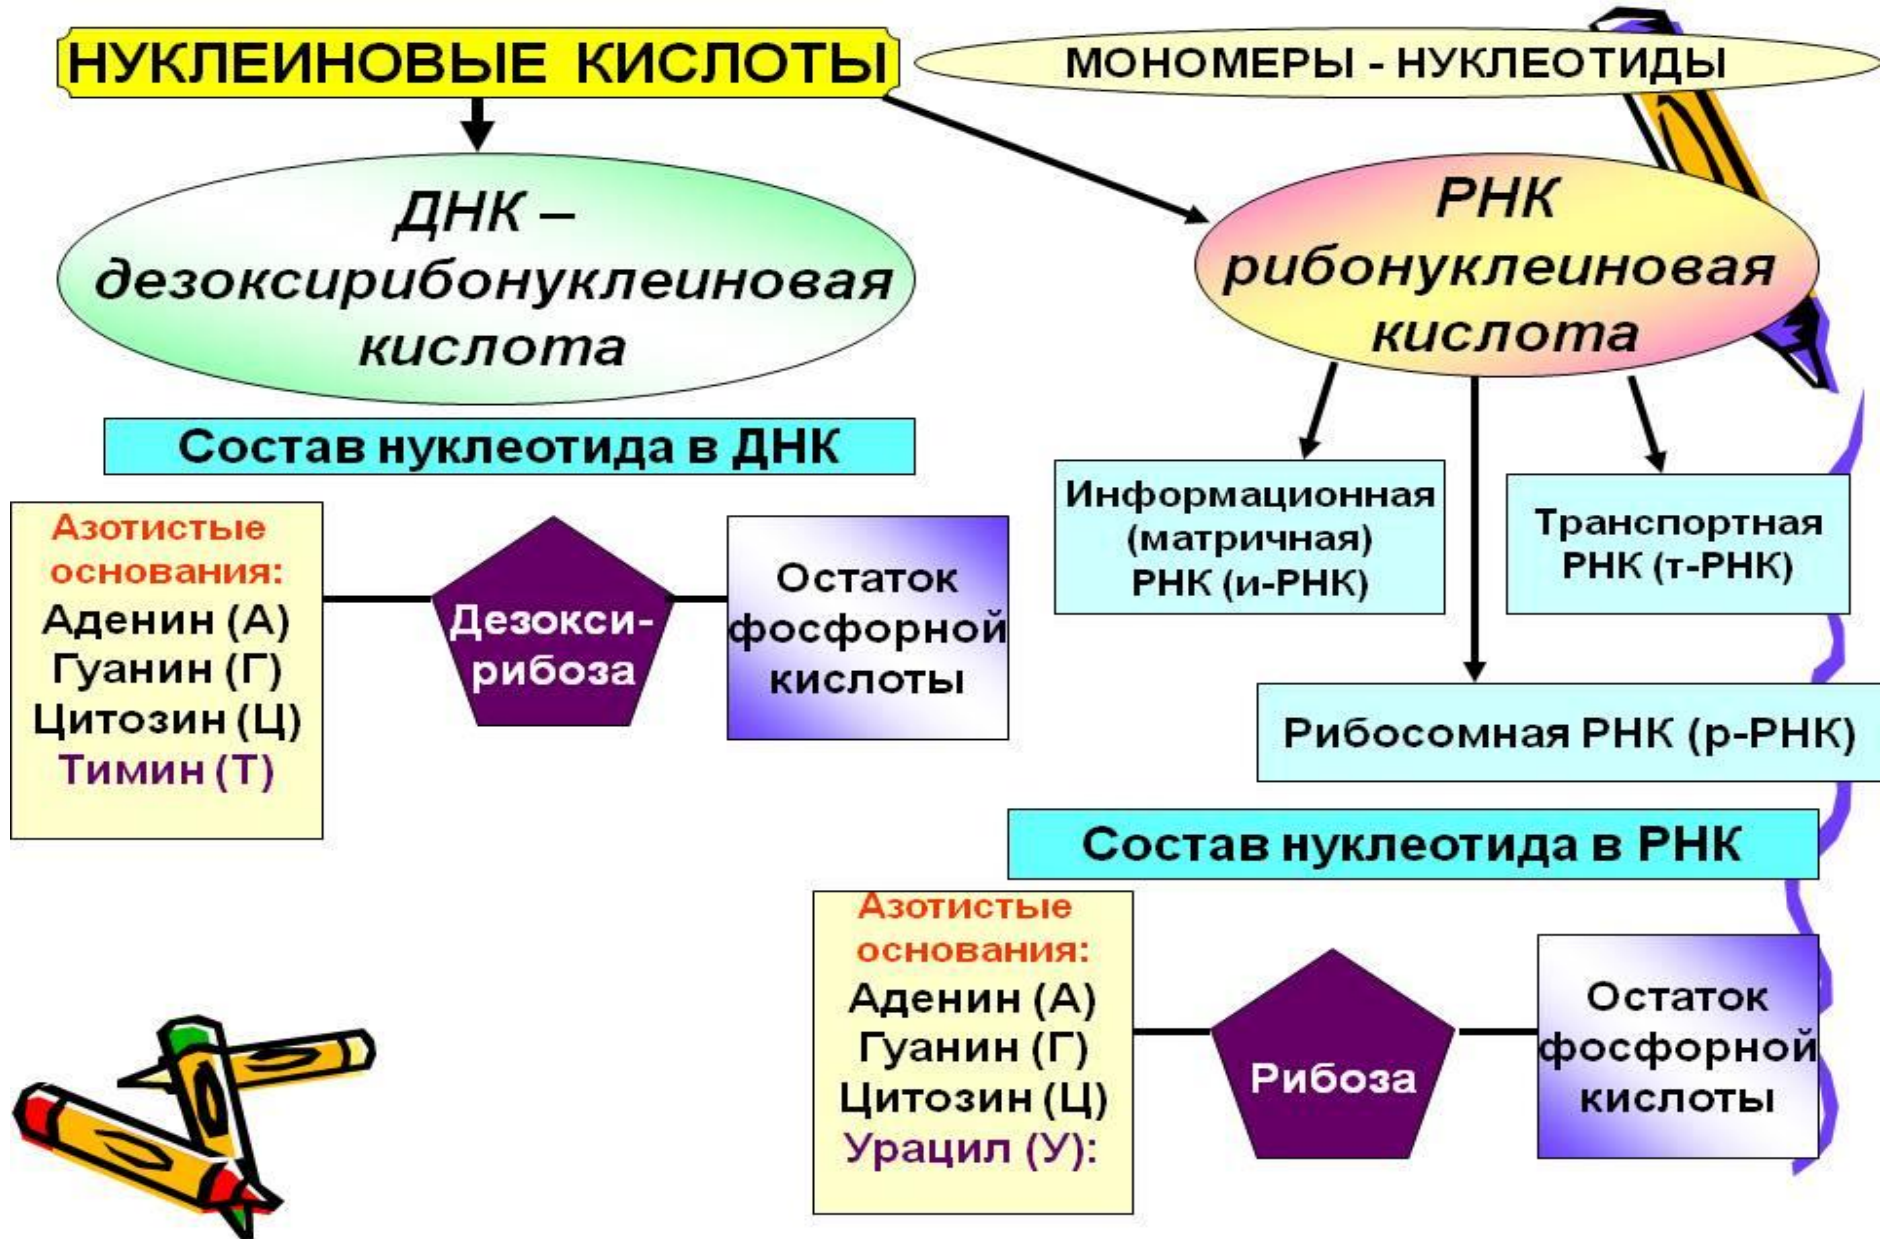 НУКЛЕИНОВЫЕ КИСЛОТЫ
МОНОМЕРЫ - НУКЛЕОТИДЫ
ДНК –
дезоксирибонуклеиновая
кислота
РНК
рибонуклеиновая
кислота
Состав нуклеотида в ДНК
Азотистые
основания:
Аденин (А)
Гуанин (Г)
Цитозин (Ц)
Тимин (Т)
Дезокси-
рибоза
Остаток
фосфорной
кислоты
Информационная
(матричная)
РНК (и-РНК)
Транспортная
РНК (т-РНК)
Рибосомная РНК (р-РНК)
Состав нуклеотида в РНК
Азотистые
основания:
Аденин (А)
Гуанин (Г)
Цитозин (Ц)
Урацил (У):
Рибоза
Остаток
фосфорной
кислоты